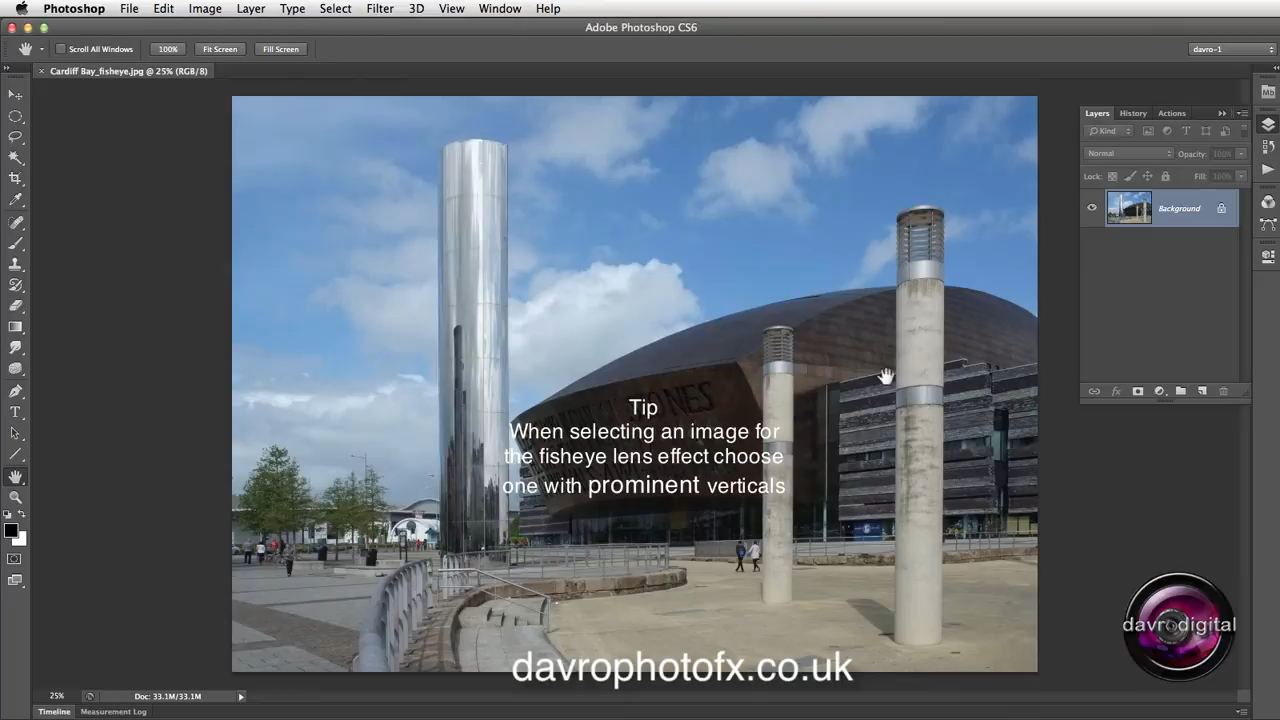 Photoshop File Edit Image Layer Type Select Filter 3D View Window Help
Adobe Photoshop CS6
Scroll All Windows 100% Fit Screen Fill Screen davro-1
× Cardiff Bay_fisheye.jpg @ 25% (RGB/8)
Layers History Actions
Kind
Normal Opacity: 100%
Lock: Fill: 100%
Background
Tip
When selecting an image for
the fisheye lens effect choose
one with prominent verticals
davrodigital
davrophotofx.co.uk
25% Doc: 33.1M/33.1M
Timeline Measurement Log